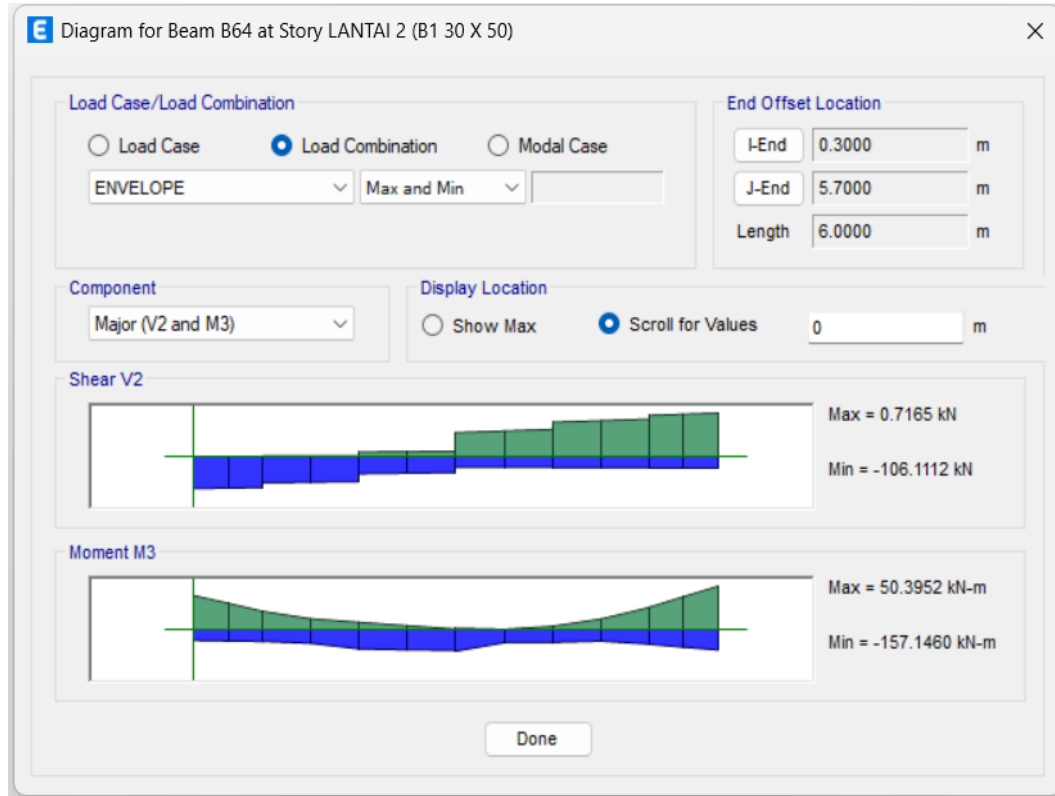 E Diagram for Beam B64 at Story LANTAI 2 (B1 30 X 50)
Load Case/Load Combination
Load Case Load Combination Modal Case
ENVELOPE Max and Min
End Offset Location
I-End 0.3000 m
J-End 5.7000 m
Length 6.0000 m
Component
Major (V2 and M3)
Display Location
Show Max Scroll for Values 0 m
Shear V2
Max = 0.7165 kN
Min = -106.1112 kN
Moment M3
Max = 50.3952 kN-m
Min = -157.1460 kN-m
Done